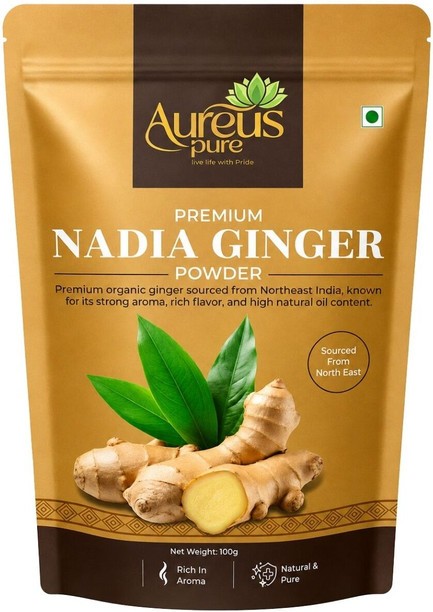 Aureus
pure
live life with Pride
PREMIUM
NADIA GINGER
POWDER
Premium organic ginger sourced from Northeast India, known
for its strong aroma, rich flavor, and high natural oil content.
Sourced
From
North East
Net Weight: 100g
Rich In
Aroma
Natural &
Pure